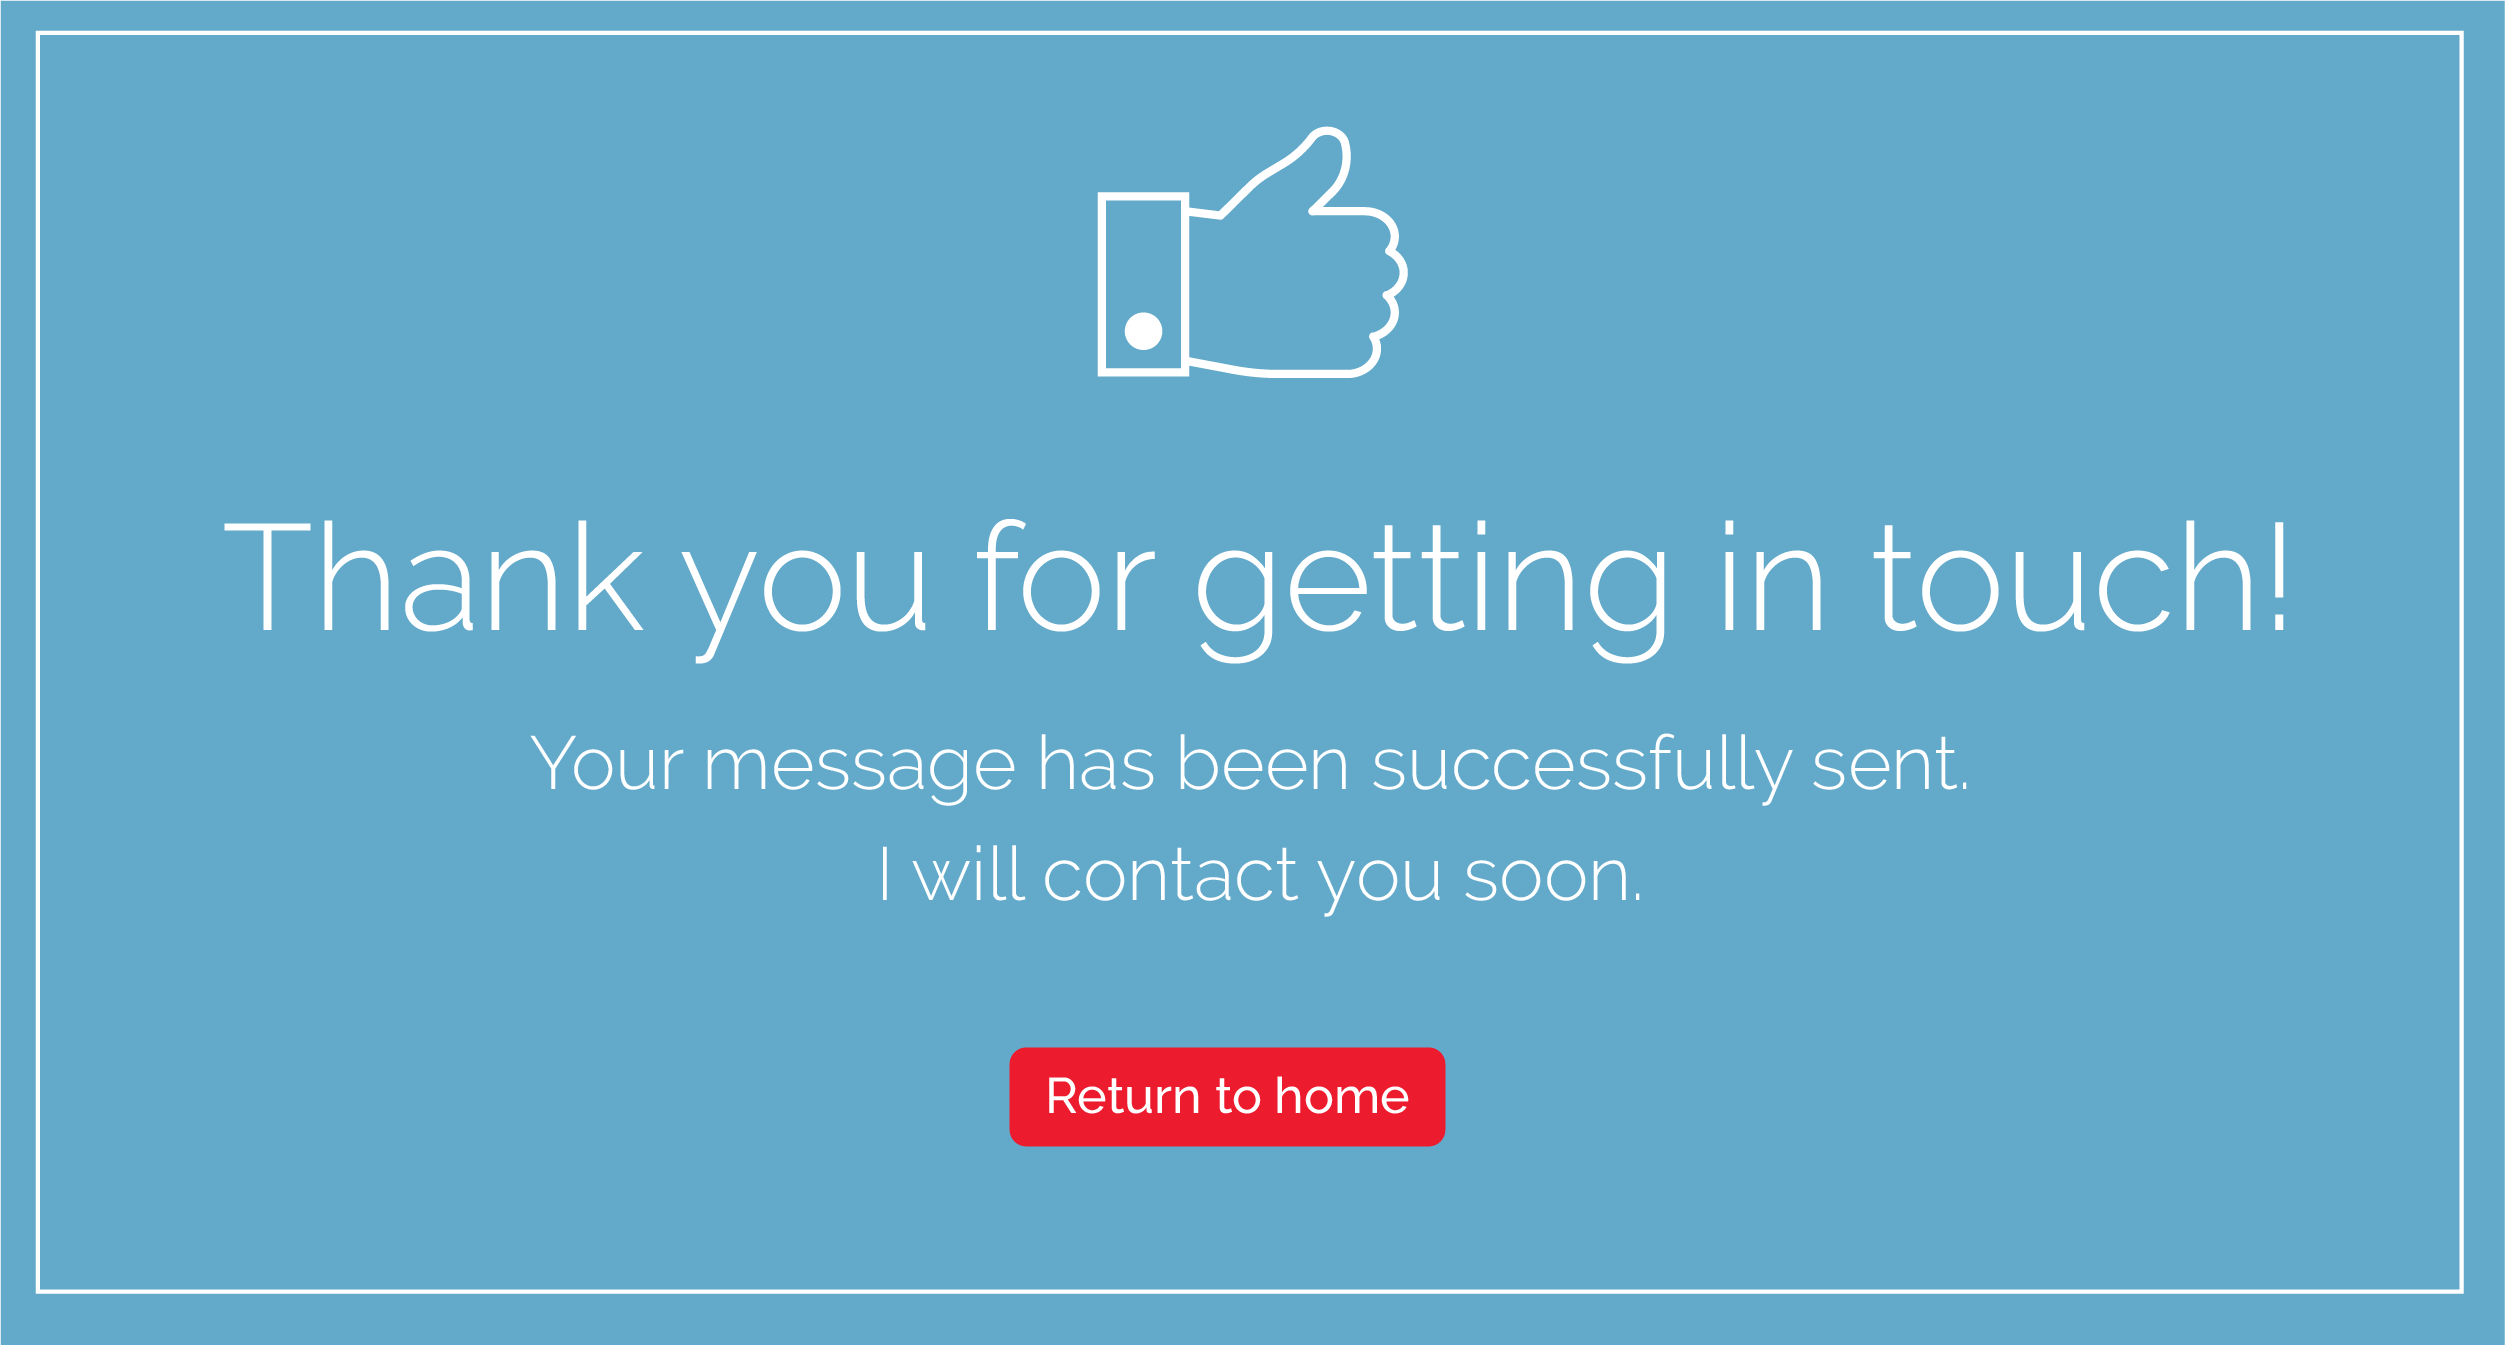 Thank you for getting in touch!
Your message has been successfully sent.
I will contact you soon.
Return to home